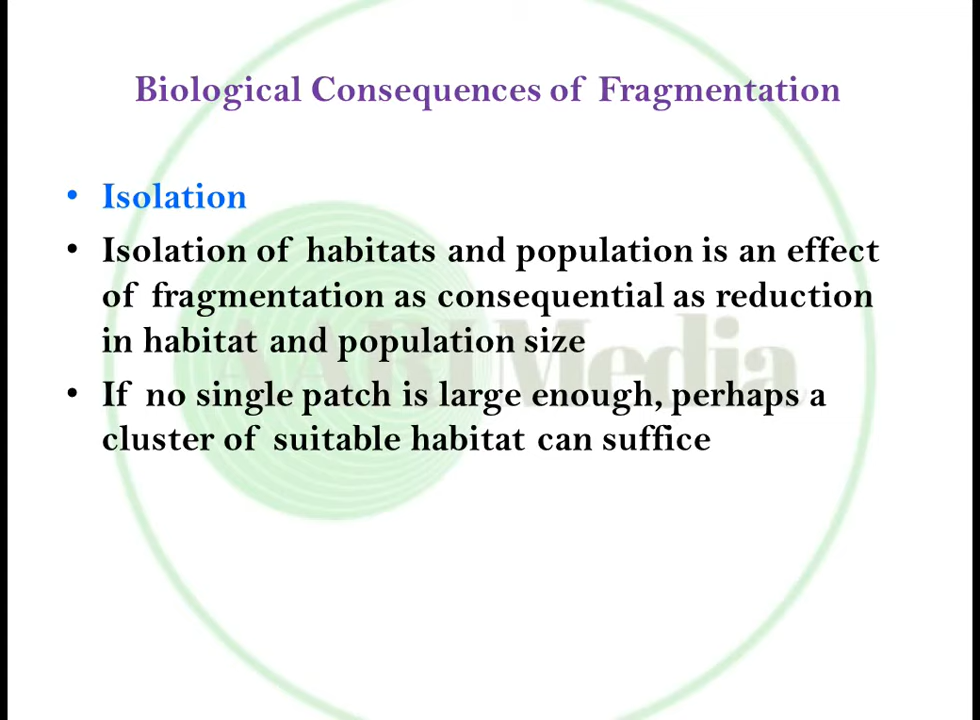 Biological Consequences of Fragmentation
• Isolation
• Isolation of habitats and population is an effect
of fragmentation as consequential as reduction
in habitat and population size
• If no single patch is large enough, perhaps a
cluster of suitable habitat can suffice
Media